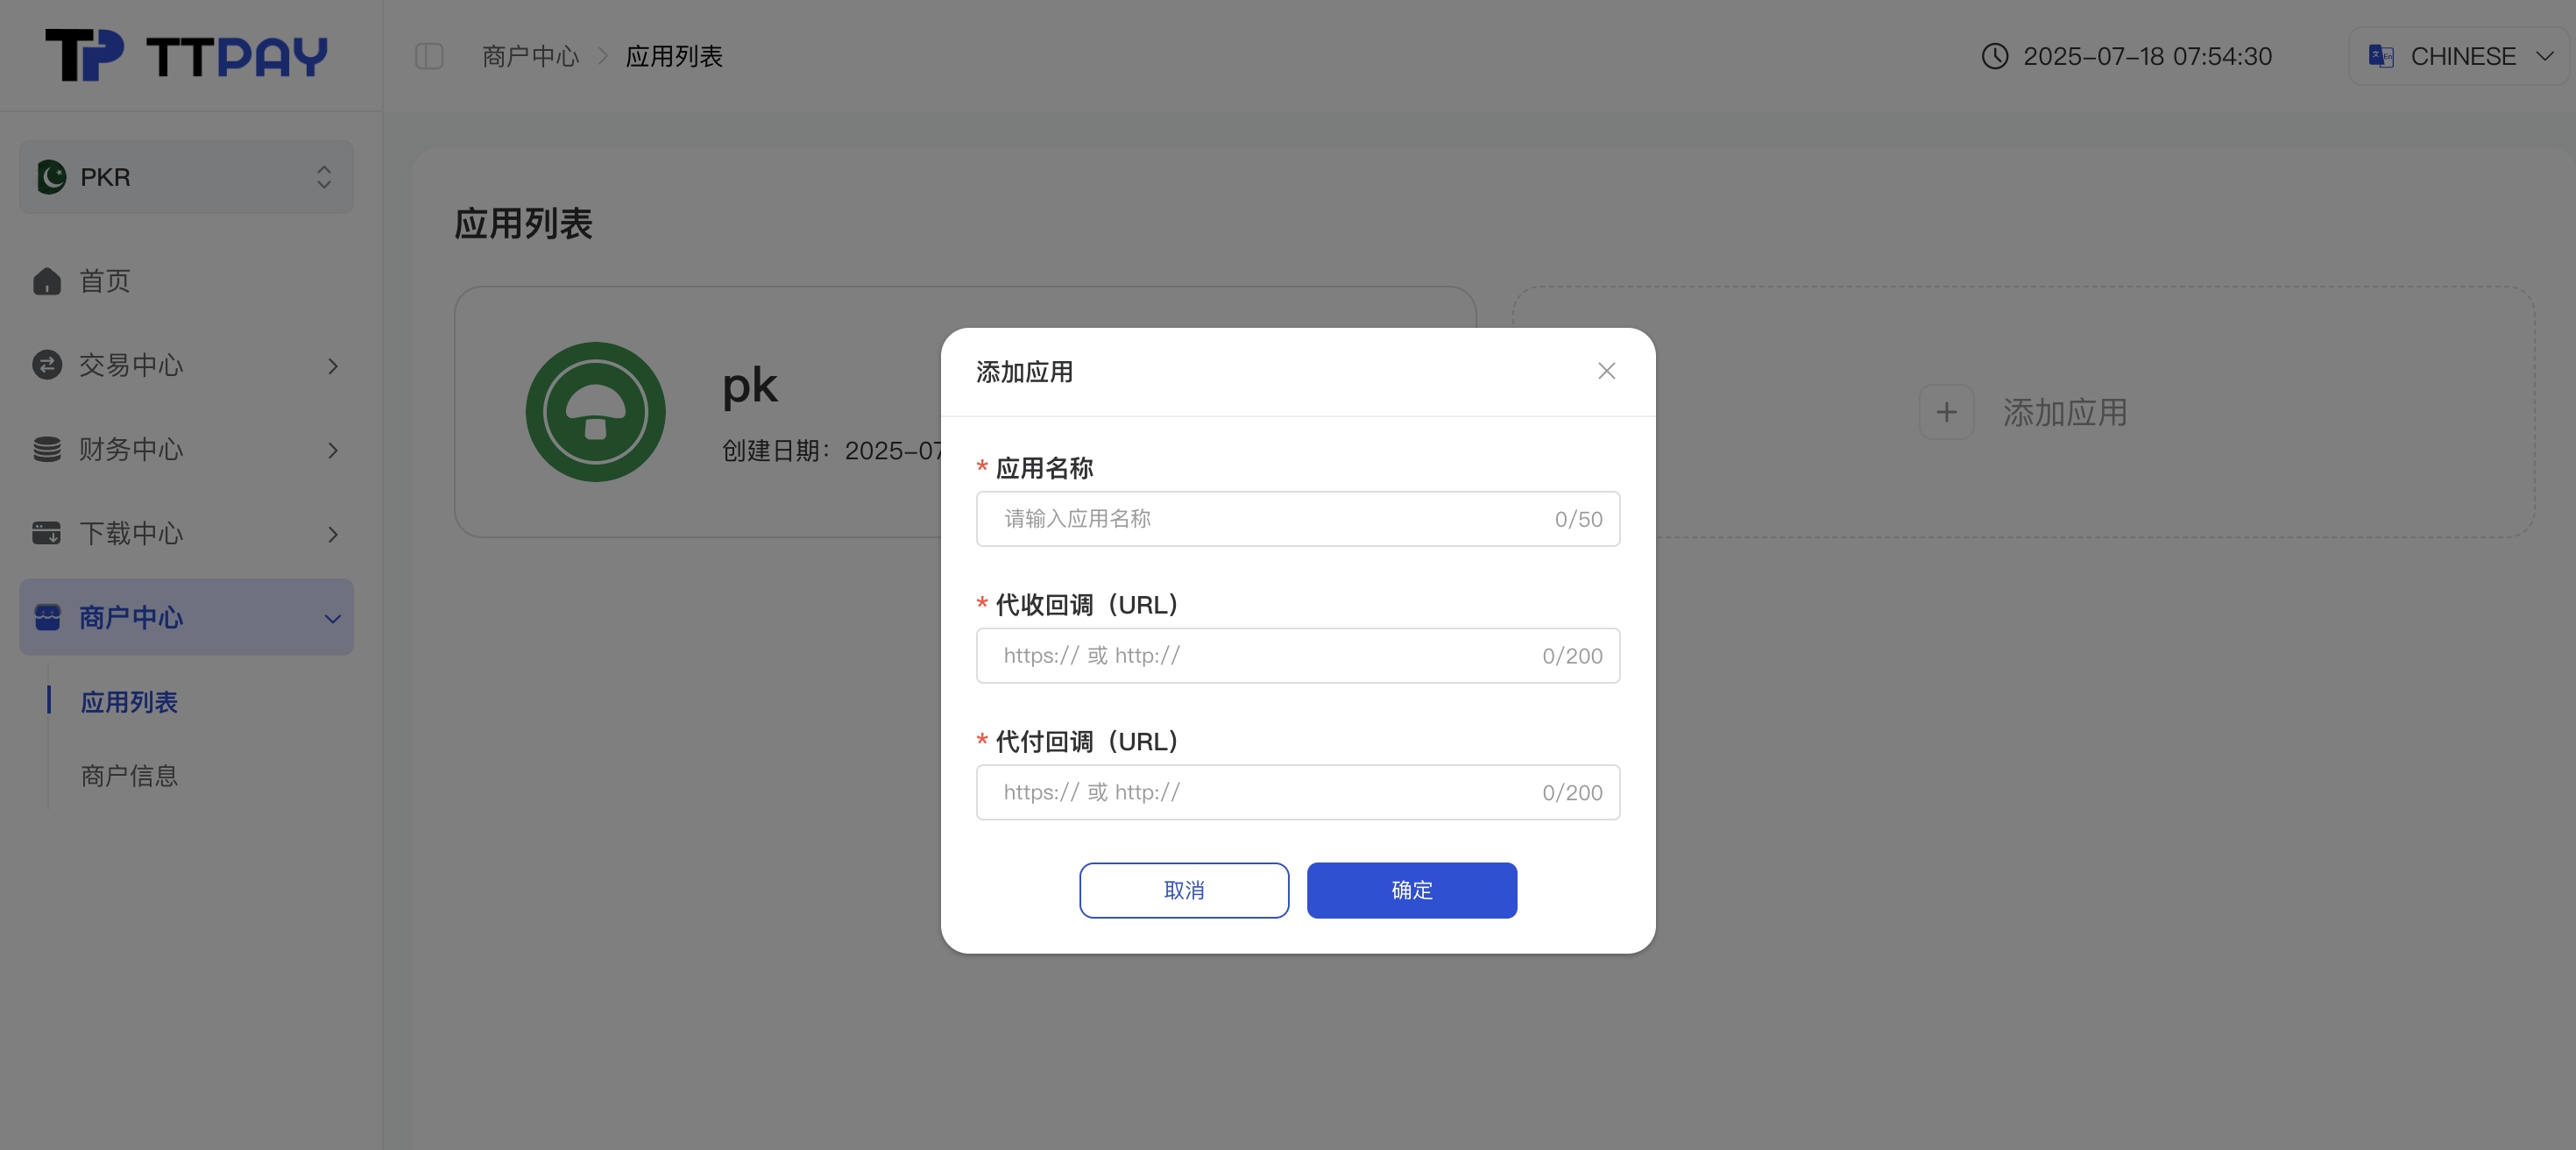 TP TTPAY
商户中心 > 应用列表
2025-07-18 07:54:30
CHINESE
PKR
首页
交易中心
财务中心
下载中心
商户中心
应用列表
商户信息
应用列表
pk
创建日期：2025-07
添加应用
添加应用
* 应用名称
请输入应用名称 0/50
* 代收回调（URL）
https:// 或 http:// 0/200
* 代付回调（URL）
https:// 或 http:// 0/200
取消 确定